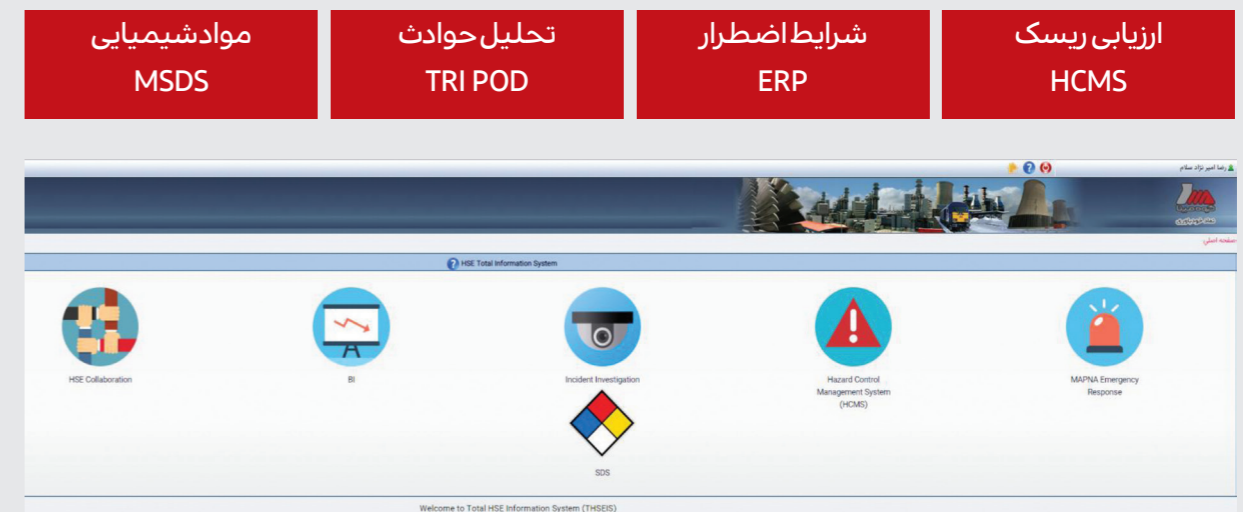 ارزیابی ریسک
HCMS
شرایط اضطرار
ERP
تحلیل حوادث
TRI POD
مواد شیمیایی
MSDS
رضا امیر نژاد سلام
صفحه اصلی
HSE Total Information System
HSE Collaboration
BI
Incident Investigation
Hazard Control
Management System
(HCMS)
MAPNA Emergency
Response
SDS
Welcome to Total HSE Information System (THSEIS)